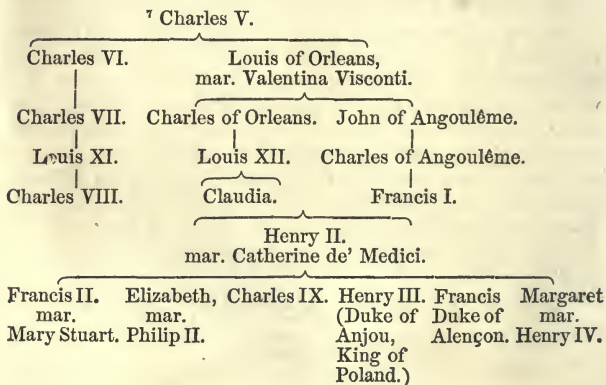 7 Charles V.
Charles VI. Louis of Orleans,
mar. Valentina Visconti.
Charles VII. Charles of Orleans. John of Angoulême.
Louis XI. Louis XII. Charles of Angoulême.
Charles VIII. Claudia. Francis I.
Henry II.
mar. Catherine de' Medici.
Francis II. Elizabeth, Charles IX. Henry III. Francis Margaret
mar. mar. (Duke of Duke of mar.
Mary Stuart. Philip II. Anjou, Alençon. Henry IV.
King of
Poland.)